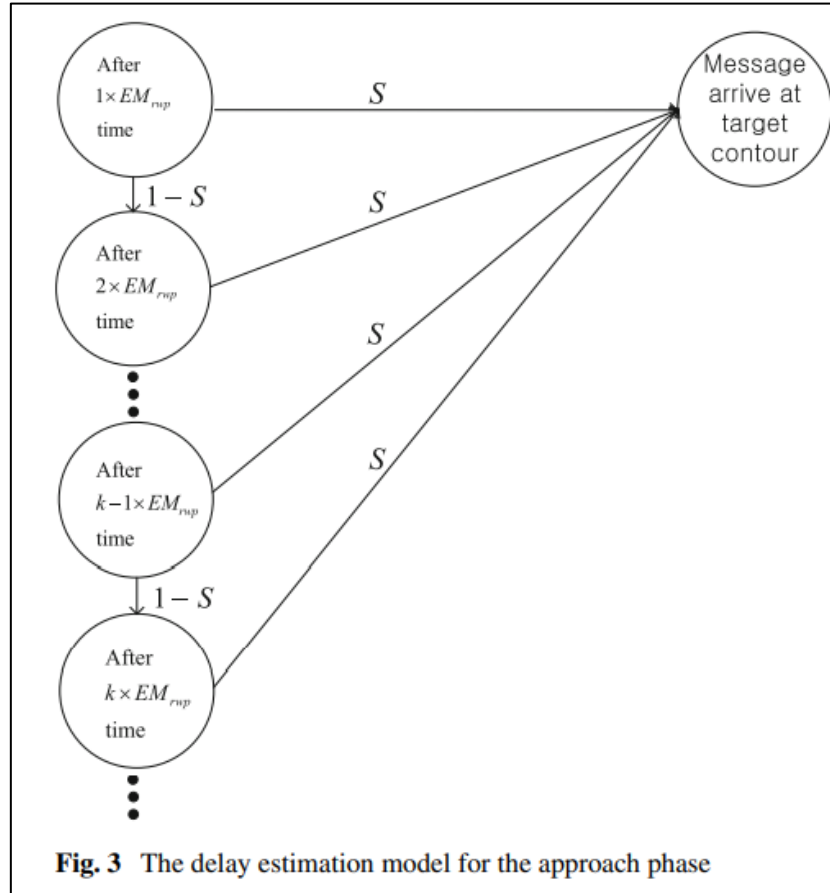 After
1×EM_rwp
time
S
Message
arrive at
target
contour
1−S
After
2×EM_rwp
time
S
After
k−1×EM_rwp
time
S
1−S
After
k×EM_rwp
time
S
Fig. 3 The delay estimation model for the approach phase